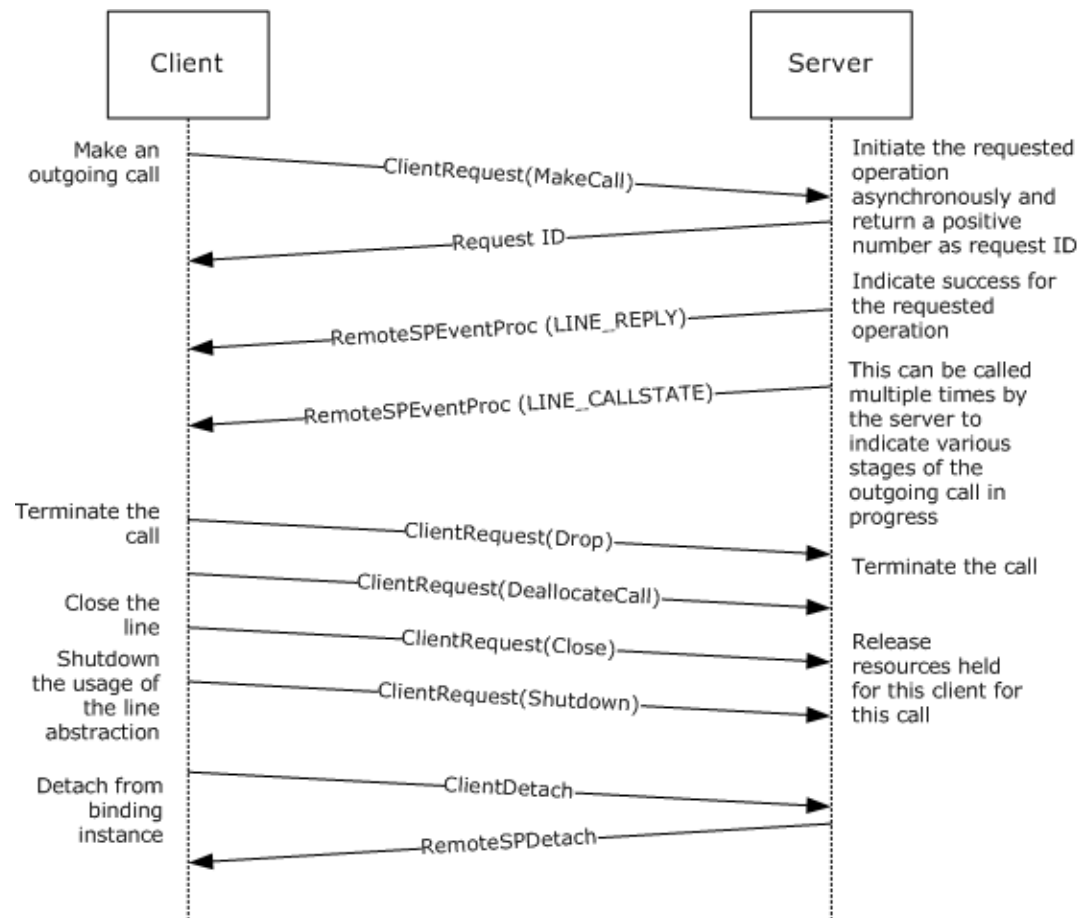 Client
Server
Make an
outgoing call
ClientRequest(MakeCall)
Initiate the requested
operation
asynchronously and
return a positive
number as request ID
Request ID
Indicate success for
the requested
operation
RemoteSPEventProc (LINE_REPLY)
This can be called
multiple times by
the server to
indicate various
stages of the
outgoing call in
progress
RemoteSPEventProc (LINE_CALLSTATE)
Terminate the
call
ClientRequest(Drop)
Terminate the call
ClientRequest(DeallocateCall)
Close the
line
ClientRequest(Close)
Release
resources held
for this client for
this call
Shutdown
the usage of
the line
abstraction
ClientRequest(Shutdown)
Detach from
binding
instance
ClientDetach
RemoteSPDetach